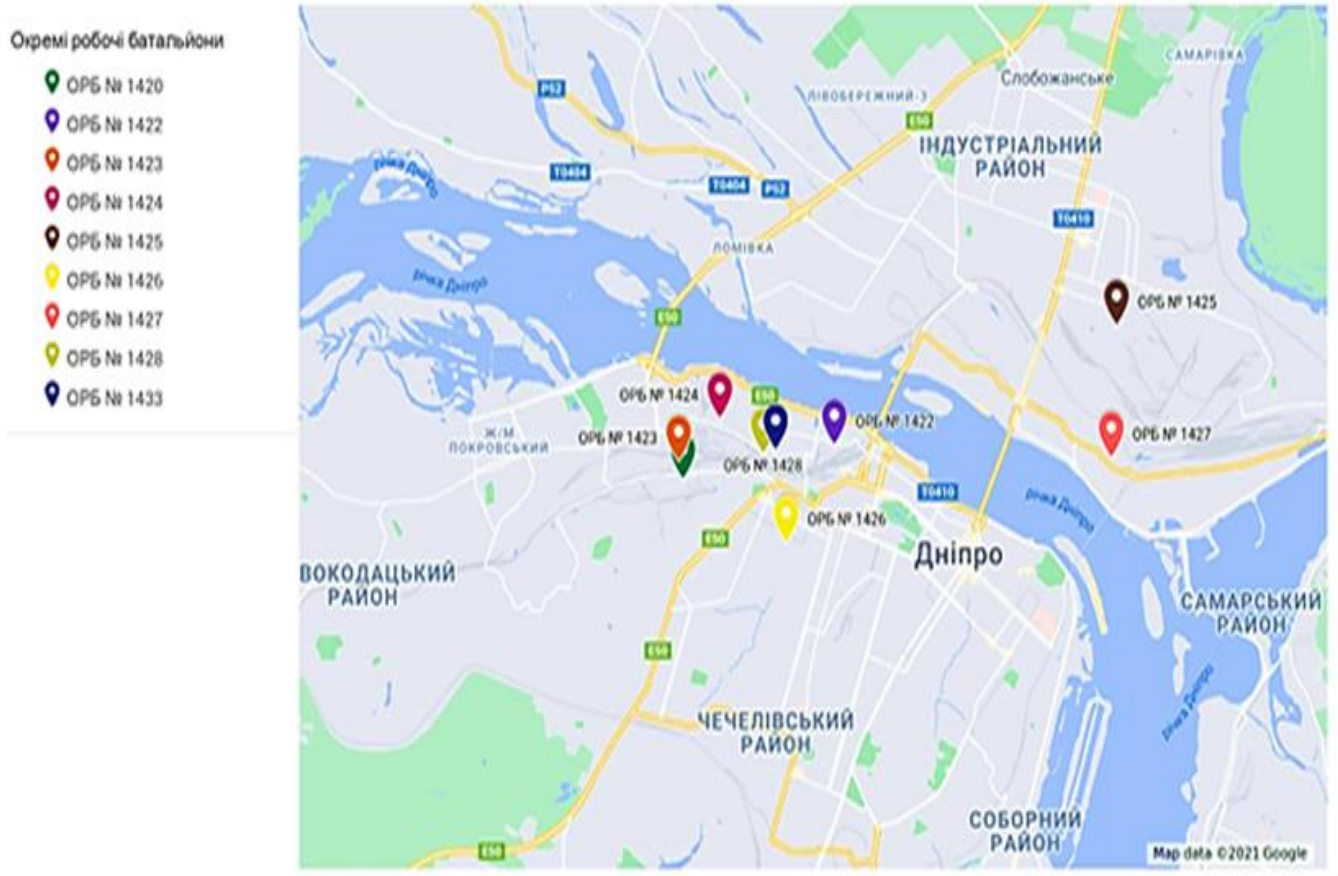 Окремі робочі батальйони
ОРБ № 1420
ОРБ № 1422
ОРБ № 1423
ОРБ № 1424
ОРБ № 1425
ОРБ № 1426
ОРБ № 1427
ОРБ № 1428
ОРБ № 1433
САМАРІВКА
Слобожанське
P52
ЛІВОБЕРЕЖНИЙ-3
E50
ІНДУСТРІАЛЬНИЙ
РАЙОН
річка Дніпро
T0404
T0404
P52
T0410
ЛОМІВКА
річка Дніпро
ОРБ № 1425
E50
ОРБ № 1424
E50
ОРБ № 1422
ОРБ № 1423
Ж/М
ПОКРОВСЬКИЙ
ОРБ № 1427
ОРБ № 1428
T0410
річка Дніпро
ОРБ № 1426
E50
Дніпро
ВОКОДАЦЬКИЙ
РАЙОН
САМАРСЬКИЙ
РАЙОН
E50
річка Дніпро
ЧЕЧЕЛІВСЬКИЙ
РАЙОН
СОБОРНИЙ
РАЙОН
E50
Map data ©2021 Google